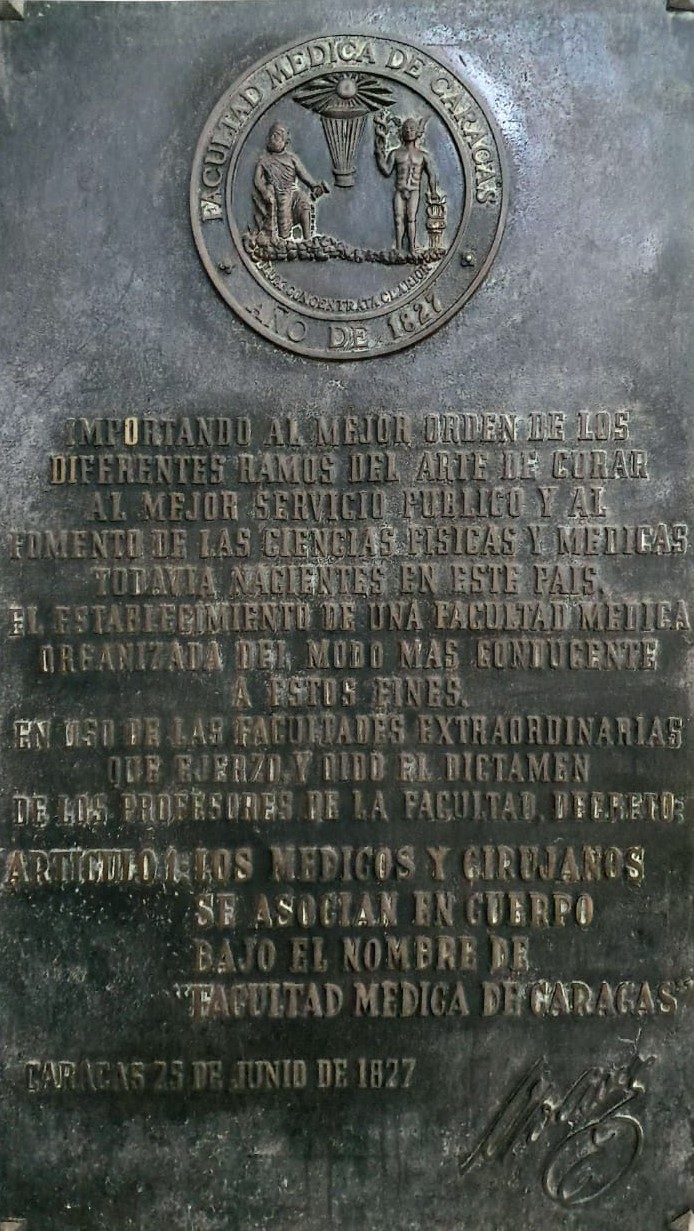 FACULTAD MEDICA DE CARACAS
CONCENTRATA CLARIOR
AÑO DE 1827
IMPORTANDO AL MEJOR ORDEN DE LOS
DIFERENTES RAMOS DEL ARTE DE CURAR
AL MEJOR SERVICIO PUBLICO Y AL
FOMENTO DE LAS CIENCIAS FISICAS Y MEDICAS
TODAVIA NACIENTES EN ESTE PAIS,
EL ESTABLECIMIENTO DE UNA FACULTAD MEDICA
ORGANIZADA DEL MODO MAS CONDUCENTE
A ESTOS FINES.
EN USO DE LAS FACULTADES EXTRAORDINARIAS
QUE EJERZO, Y OIDO EL DICTAMEN
DE LOS PROFESORES DE LA FACULTAD, DECRETO:
ARTICULO 1: LOS MEDICOS Y CIRUJANOS
SE ASOCIAN EN CUERPO
BAJO EL NOMBRE DE
"FACULTAD MEDICA DE CARACAS"
CARACAS 25 DE JUNIO DE 1827
Bolivar